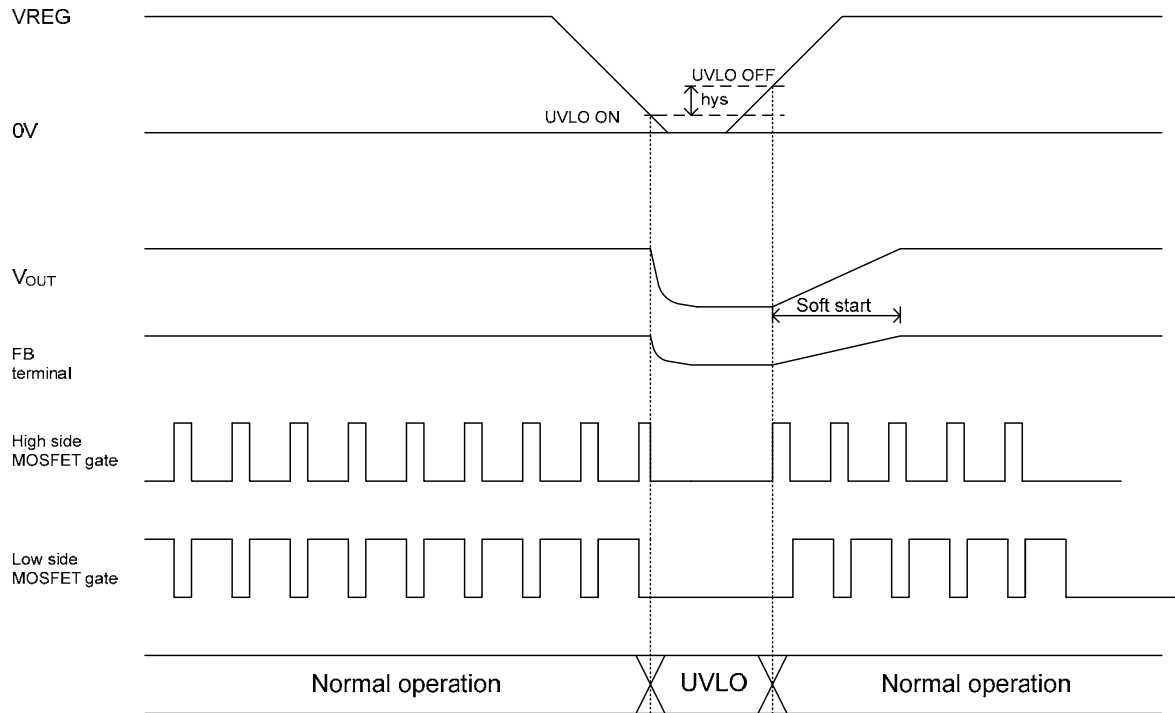 VREG
UVLO OFF
hys
UVLO ON
0V
VOUT
Soft start
FB
terminal
High side
MOSFET gate
Low side
MOSFET gate
Normal operation
UVLO
Normal operation